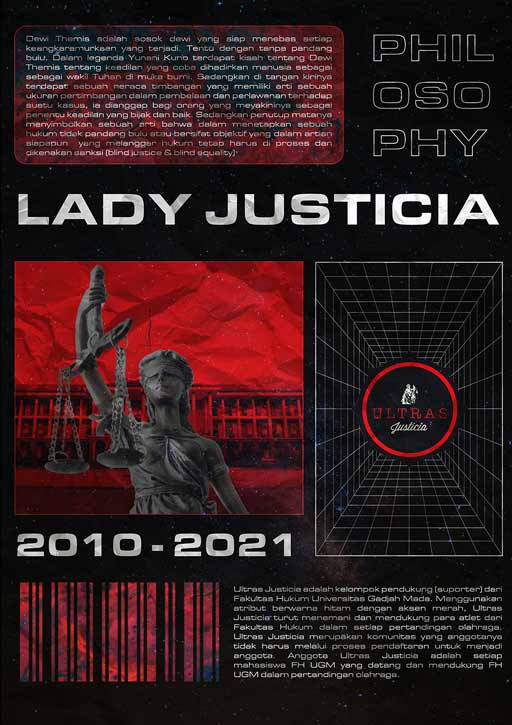 Dewi Themis adalah sosok dewi yang siap menebas setiap
keangkaramurkaan yang terjadi. Tentu dengan tanpa pandang
bulu. Dalam legenda Yunani Kuno terdapat kisah tentang Dewi
Themis tentang keadilan yang coba dihadirkan manusia sebagai
sebagai wakil Tuhan di muka bumi. Sedangkan di tangan kirinya
terdapat sebuah neraca timbangan yang memiliki arti sebuah
ukuran pertimbangan dalam pembelaan dan perlawanan terhadap
suatu kasus, ia dianggap bagi orang yang meyakininya sebagai
penentu keadilan yang bijak dan baik. Sedangkan penutup matanya
menyimbolkan sebuah arti bahwa dalam menetapkan sebuah
hukum tidak pandang bulu atau bersifat objektif yang dalam artian
siapapun yang melanggar hukum tetap harus di proses dan
dikenakan sanksi (blind justice & blind equality)"
PHIL
OSO
PHY
LADY JUSTICIA
ULTRAS
Justicia
2010 - 2021
Ultras Justicia adalah kelompok pendukung (suporter) dari
Fakultas Hukum Universitas Gadjah Mada. Menggunakan
atribut berwarna hitam dengan aksen merah, Ultras
Justicia turut menemani dan mendukung para atlet dari
Fakultas Hukum dalam setiap pertandingan olahraga.
Ultras Justicia merupakan komunitas yang anggotanya
tidak harus melalui proses pendaftaran untuk menjadi
anggota. Anggota Ultras Justicia adalah setiap
mahasiswa FH UGM yang datang dan mendukung FH
UGM dalam pertandingan olahraga.